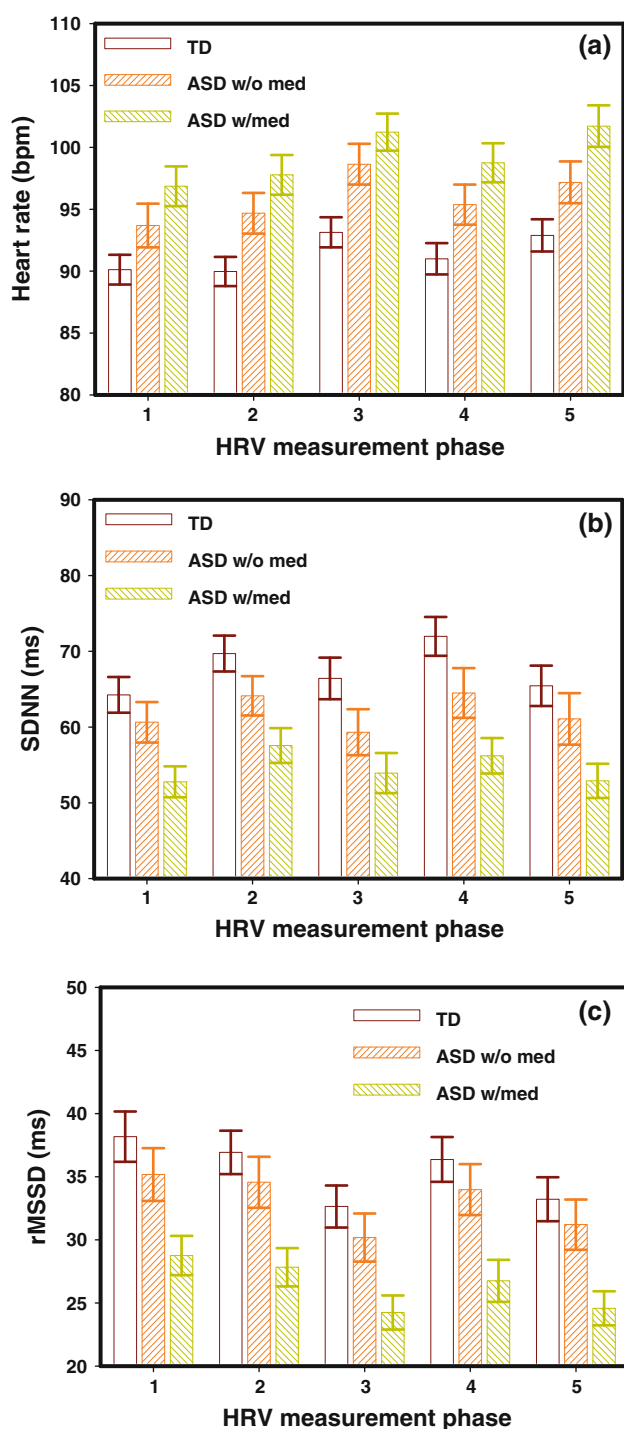 110
105
100
95
90
85
80
Heart rate (bpm)
TD
ASD w/o med
ASD w/med
(a)
1 2 3 4 5
HRV measurement phase
90
80
70
60
50
40
SDNN (ms)
TD
ASD w/o med
ASD w/med
(b)
1 2 3 4 5
HRV measurement phase
50
45
40
35
30
25
20
rMSSD (ms)
TD
ASD w/o med
ASD w/med
(c)
1 2 3 4 5
HRV measurement phase